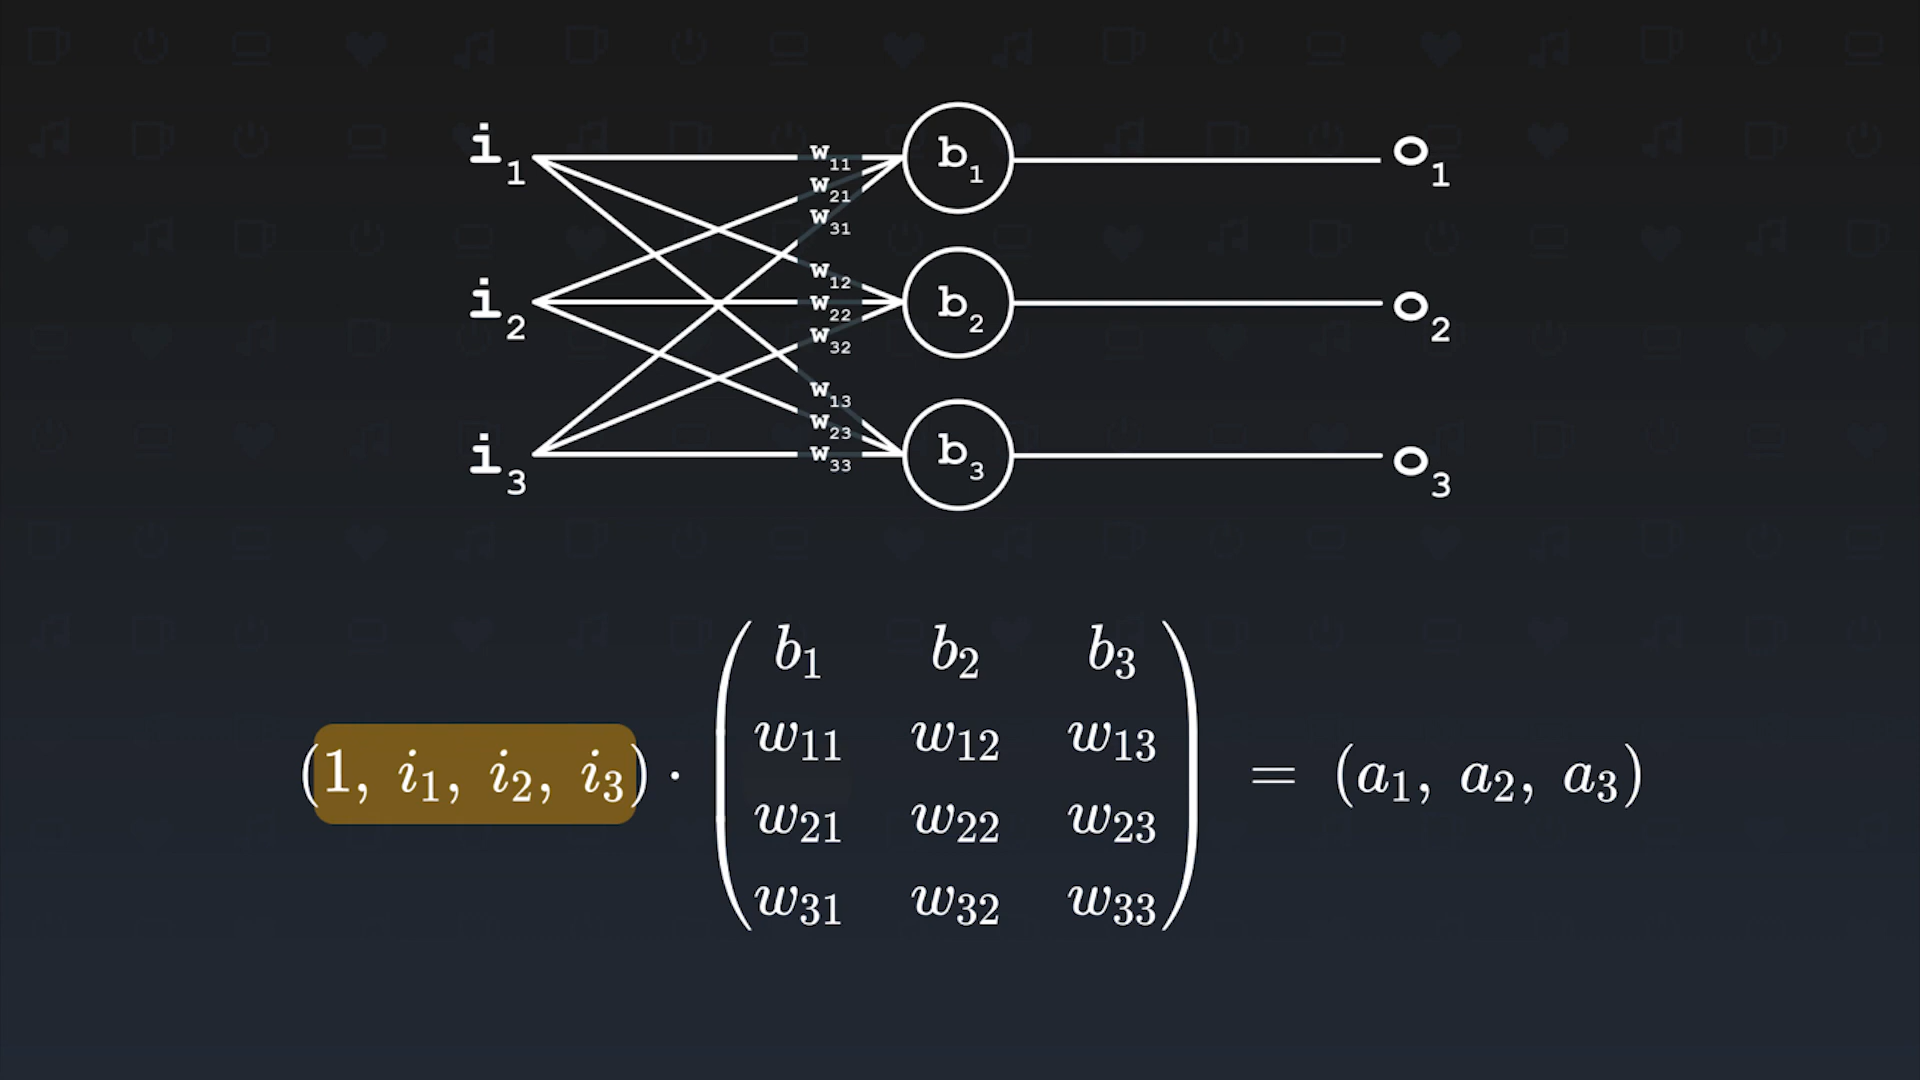 i₁ w₁₁ b₁ o₁
w₂₁
w₃₁
w₁₂
i₂ w₂₂ b₂ o₂
w₃₂
w₁₃
w₂₃
i₃ w₃₃ b₃ o₃
b₁ b₂ b₃
w₁₁ w₁₂ w₁₃
(1, i₁, i₂, i₃) · = (a₁, a₂, a₃)
w₂₁ w₂₂ w₂₃
w₃₁ w₃₂ w₃₃